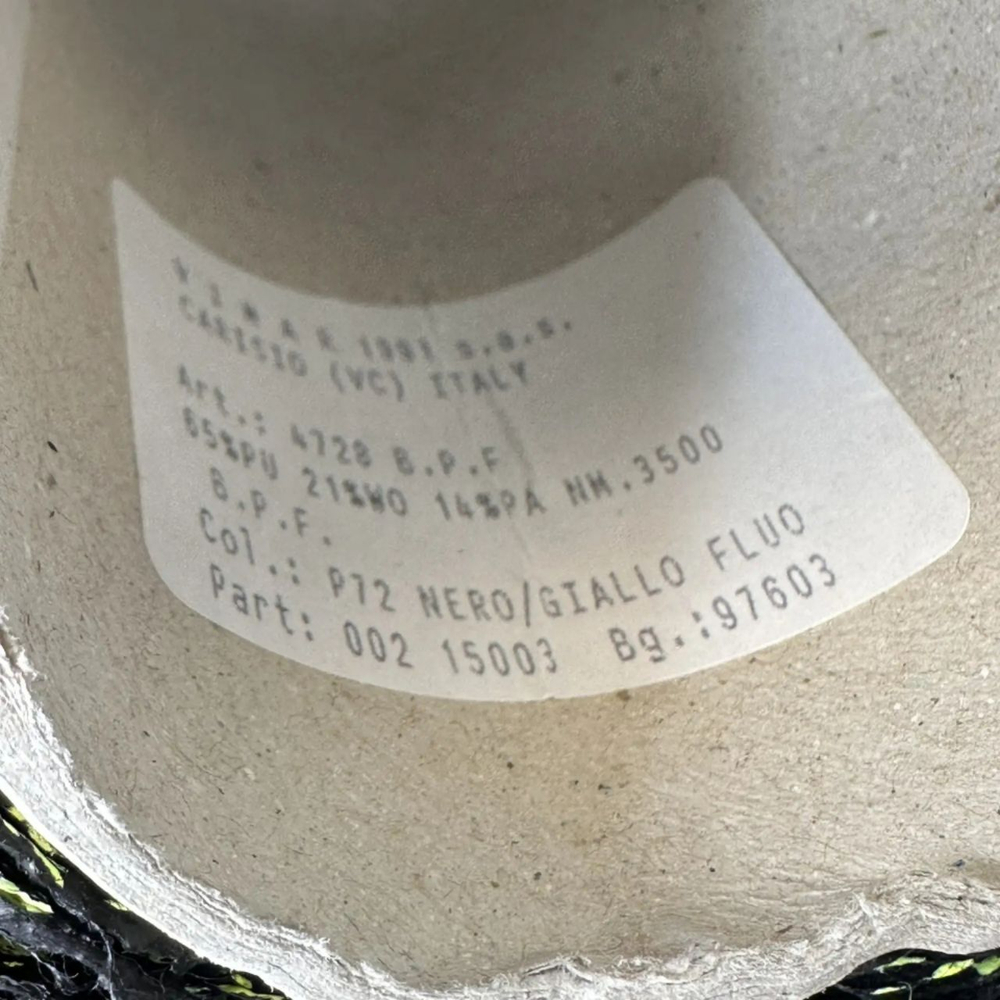 V I M A R 1991 s.a.s.
CARISIO (VC) ITALY
Art.: 4728 B.P.F
65%PU 21%WO 14%PA NM.3500
B.P.F.
Col.: P72 NERO/GIALLO FLUO
Part: 002 15003 Bg.:97603